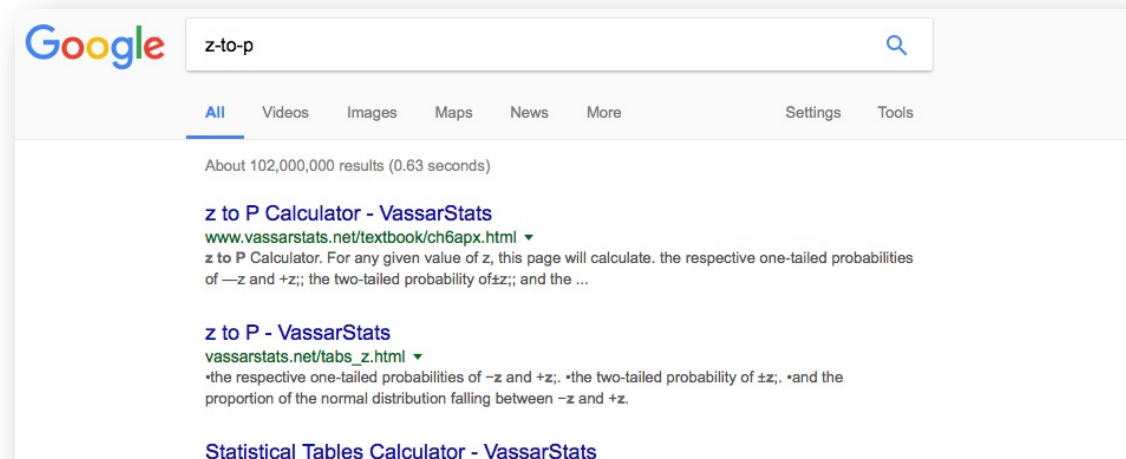 Google z-to-p
All Videos Images Maps News More Settings Tools
About 102,000,000 results (0.63 seconds)
z to P Calculator - VassarStats
www.vassarstats.net/textbook/ch6apx.html
z to P Calculator. For any given value of z, this page will calculate. the respective one-tailed probabilities
of —z and +z;; the two-tailed probability of±z;; and the ...
z to P - VassarStats
vassarstats.net/tabs_z.html
•the respective one-tailed probabilities of −z and +z;. •the two-tailed probability of ±z;. •and the
proportion of the normal distribution falling between −z and +z.
Statistical Tables Calculator - VassarStats